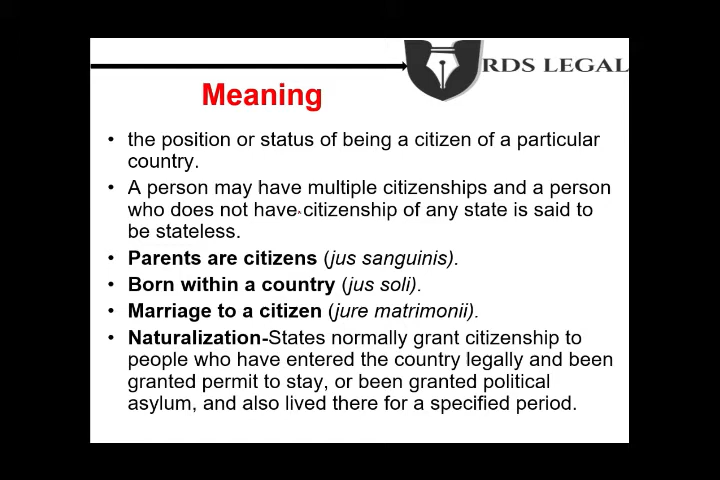 RDS LEGAL
Meaning
• the position or status of being a citizen of a particular
country.
• A person may have multiple citizenships and a person
who does not have citizenship of any state is said to
be stateless.
• Parents are citizens (jus sanguinis).
• Born within a country (jus soli).
• Marriage to a citizen (jure matrimonii).
• Naturalization-States normally grant citizenship to
people who have entered the country legally and been
granted permit to stay, or been granted political
asylum, and also lived there for a specified period.